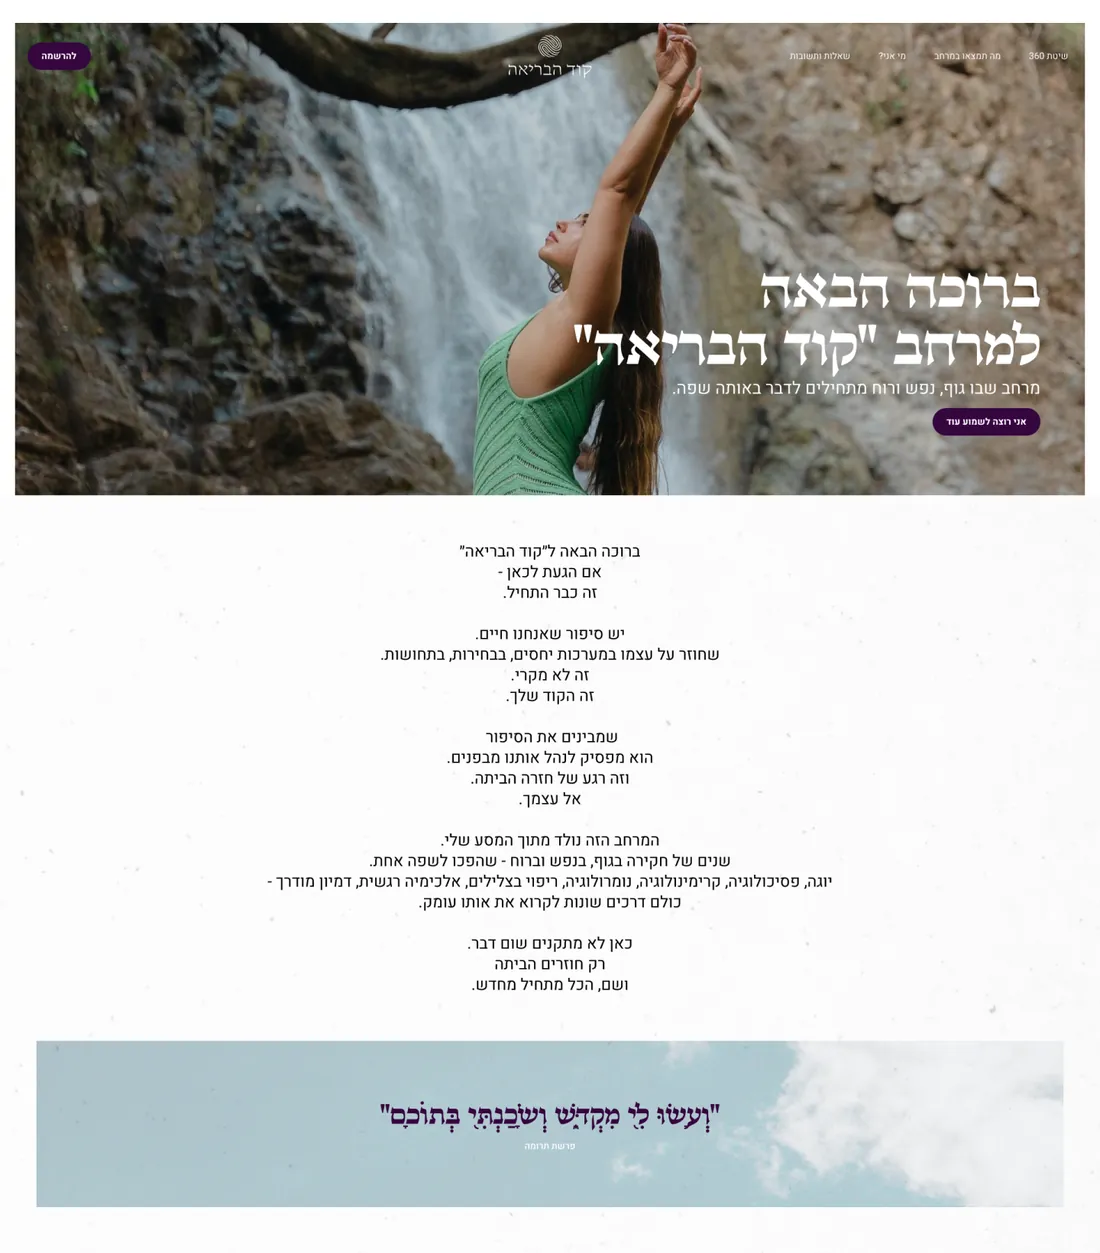 שיטת 360
מה תמצאו במרחב
מי אני?
שאלות ותשובות
קוד הבריאה
להרשמה
ברוכה הבאה
למרחב "קוד הבריאה"
מרחב שבו גוף, נפש ורוח מתחילים לדבר באותה שפה.
אני רוצה לשמוע עוד
ברוכה הבאה ל״קוד הבריאה״
אם הגעת לכאן -
זה כבר התחיל.
יש סיפור שאנחנו חיים.
שחוזר על עצמו במערכות יחסים, בבחירות, בתחושות.
זה לא מקרי.
זה הקוד שלך.
שמבינים את הסיפור
הוא מפסיק לנהל אותנו מבפנים.
וזה רגע של חזרה הביתה.
אל עצמך.
המרחב הזה נולד מתוך המסע שלי.
שנים של חקירה בגוף, בנפש וברוח - שהפכו לשפה אחת.
יוגה, פסיכולוגיה, קרימינולוגיה, נומרולוגיה, ריפוי בצלילים, אלכימיה רגשית, דמיון מודרך -
כולם דרכים שונות לקרוא את אותו עומק.
כאן לא מתקנים שום דבר.
רק חוזרים הביתה
ושם, הכל מתחיל מחדש.
"וְעָשׂוּ לִ֖י מִקְדָּ֑שׁ וְשָׁכַנְתִּ֖י בְּתוֹכָֽם"
פרשת תרומה